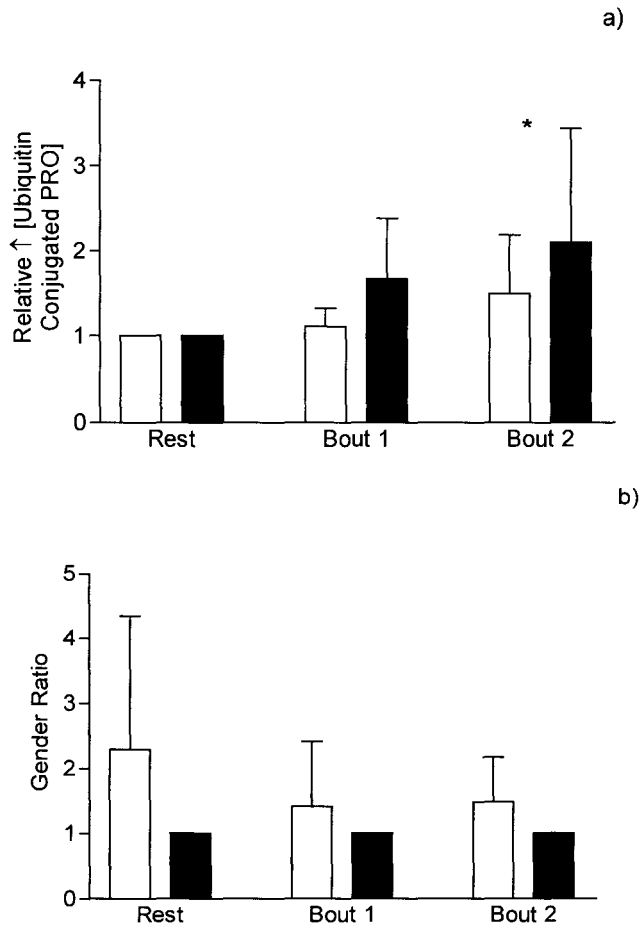 a)
4
3
2
1
0
Relative ↑ [Ubiquitin
Conjugated PRO]
*
Rest Bout 1 Bout 2
b)
5
4
3
2
1
0
Gender Ratio
Rest Bout 1 Bout 2